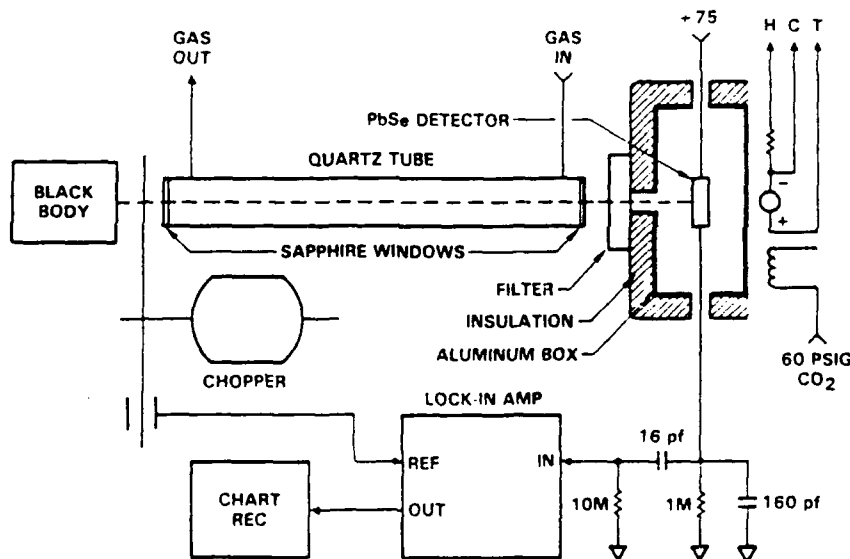 GAS
OUT
GAS
IN
+75
H C T
PbSe DETECTOR
QUARTZ TUBE
BLACK
BODY
-
+
SAPPHIRE WINDOWS
FILTER
INSULATION
ALUMINUM BOX
CHOPPER
60 PSIG
CO2
LOCK-IN AMP
16 pf
REF
IN
CHART
REC
OUT
10M
1M
160 pf